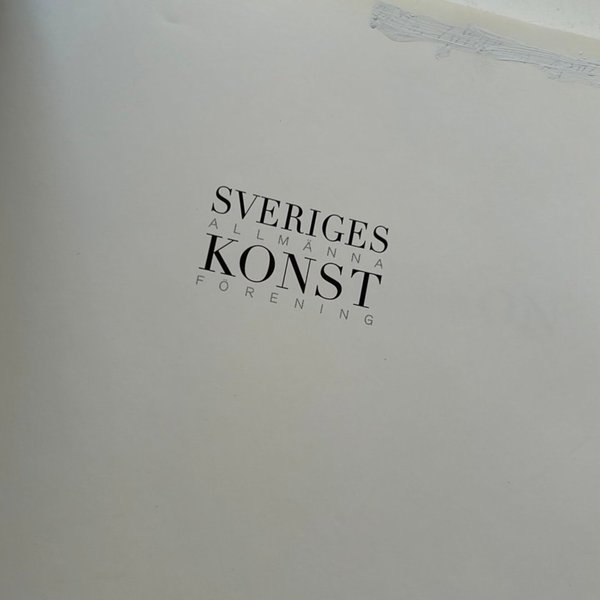 SVERIGES
ALLMÄNNA
KONST
FÖRENING